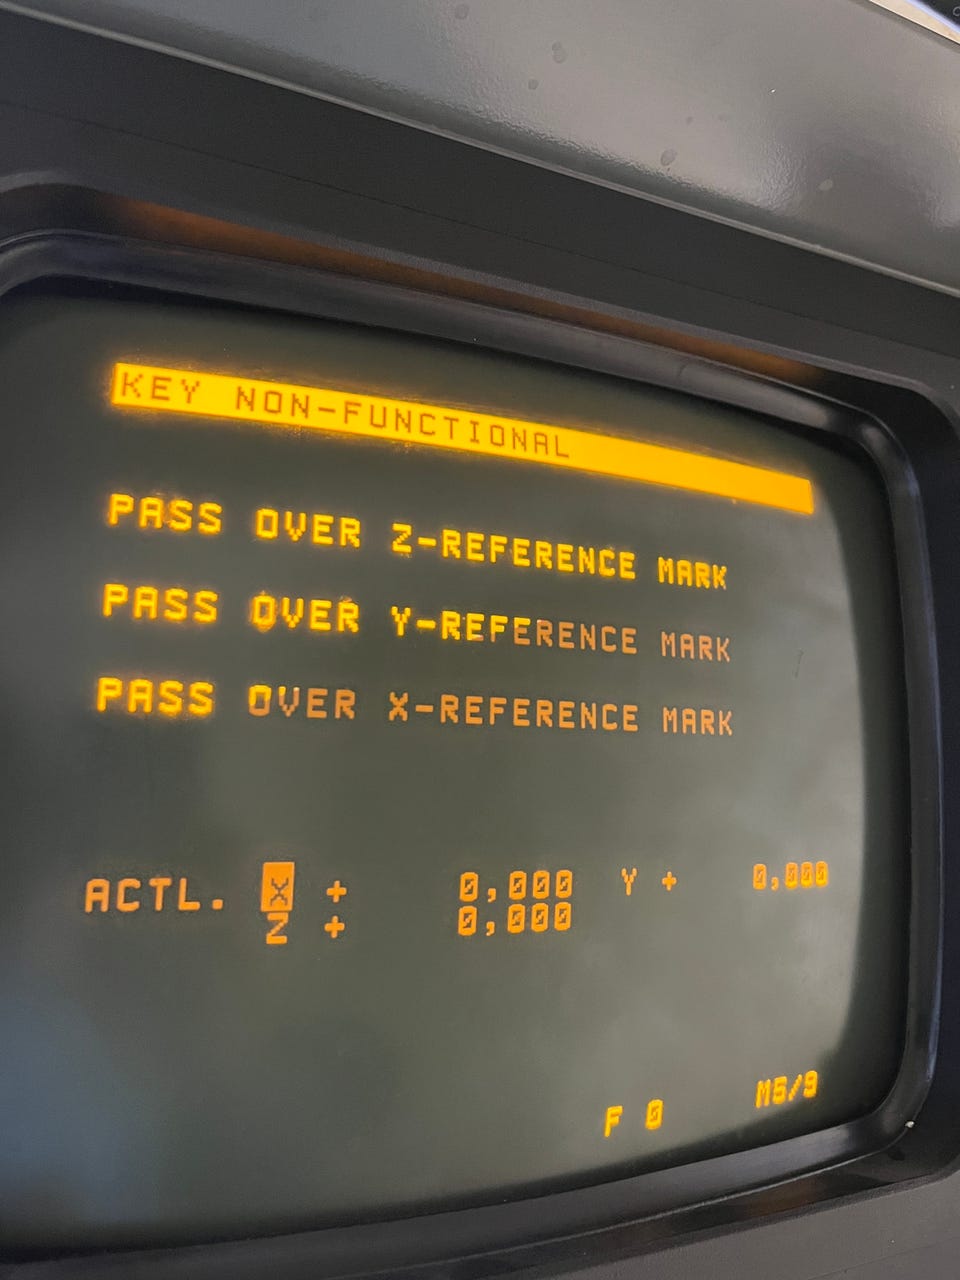 KEY NON-FUNCTIONAL
PASS OVER Z-REFERENCE MARK
PASS OVER Y-REFERENCE MARK
PASS OVER X-REFERENCE MARK
ACTL. X + 0,000 Y + 0,000
Z + 0,000
F 0 M5/9